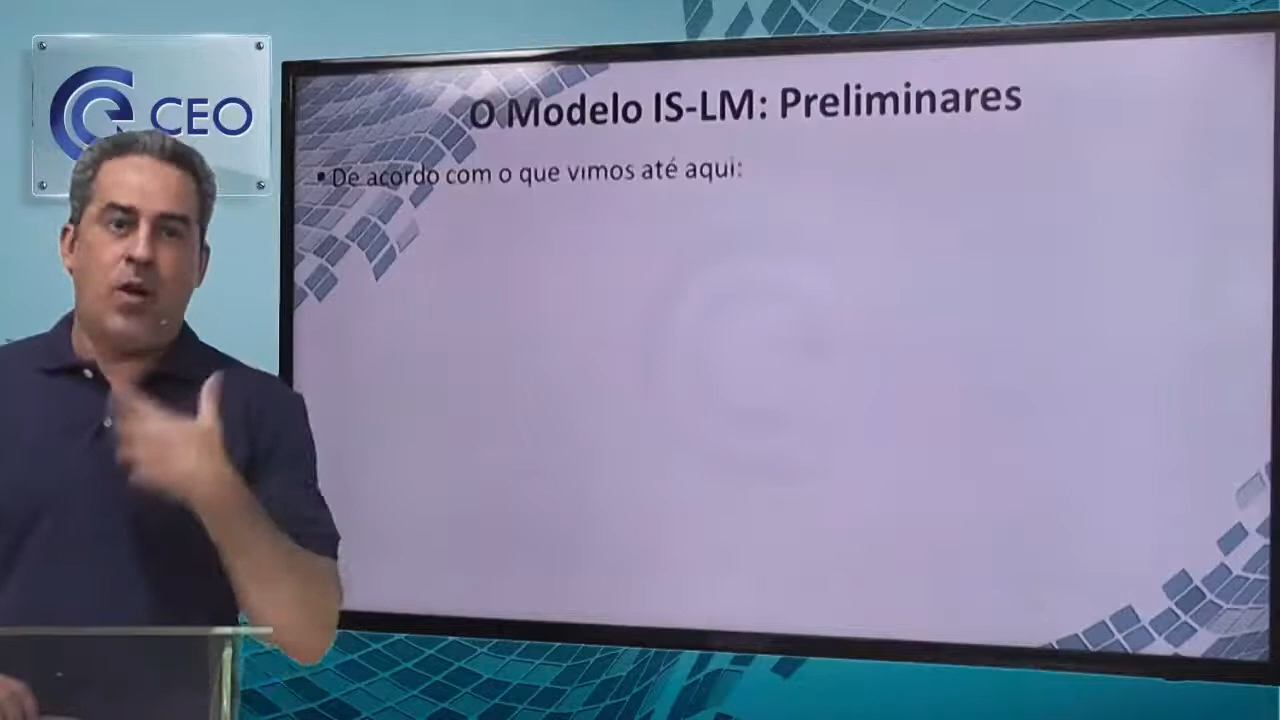 CEO
O Modelo IS-LM: Preliminares
• De acordo com o que vimos até aqui: